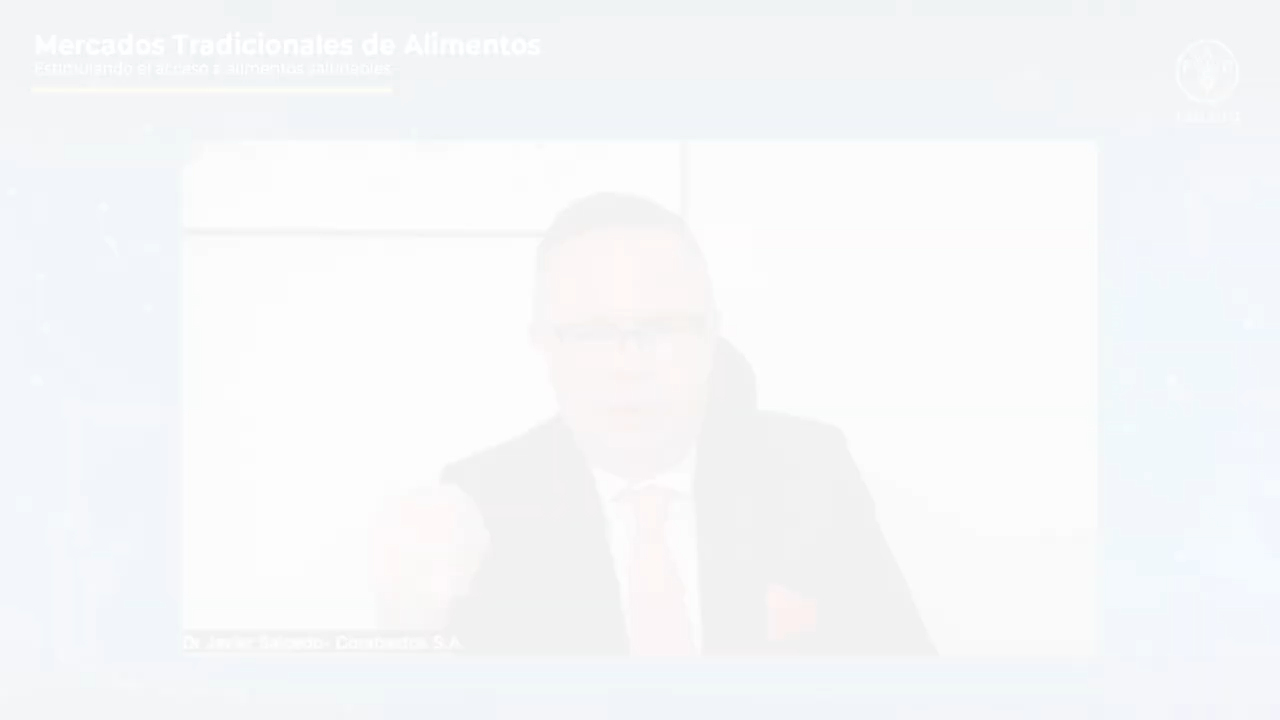 Mercados Tradicionales de Alimentos
Estimulando el acceso a alimentos saludables
Dr Javier Salcedo- Corabastos S.A.